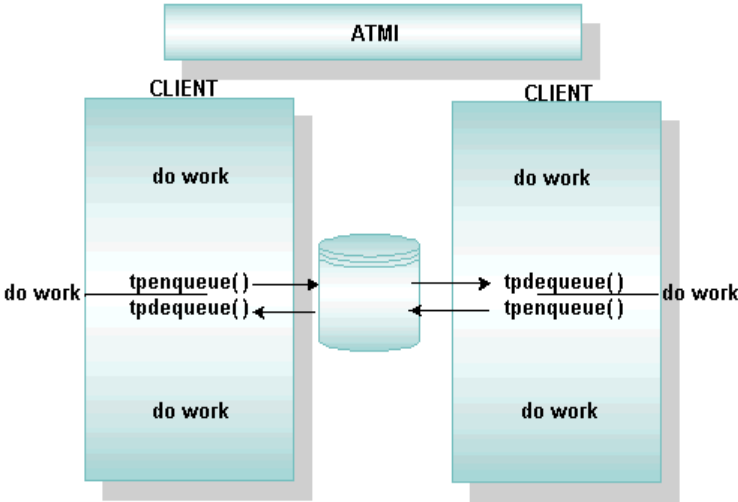 ATMI
CLIENT
CLIENT
do work
do work
tpenqueue( )
tpdequeue( )
do work
do work
tpdequeue( )
tpenqueue( )
do work
do work